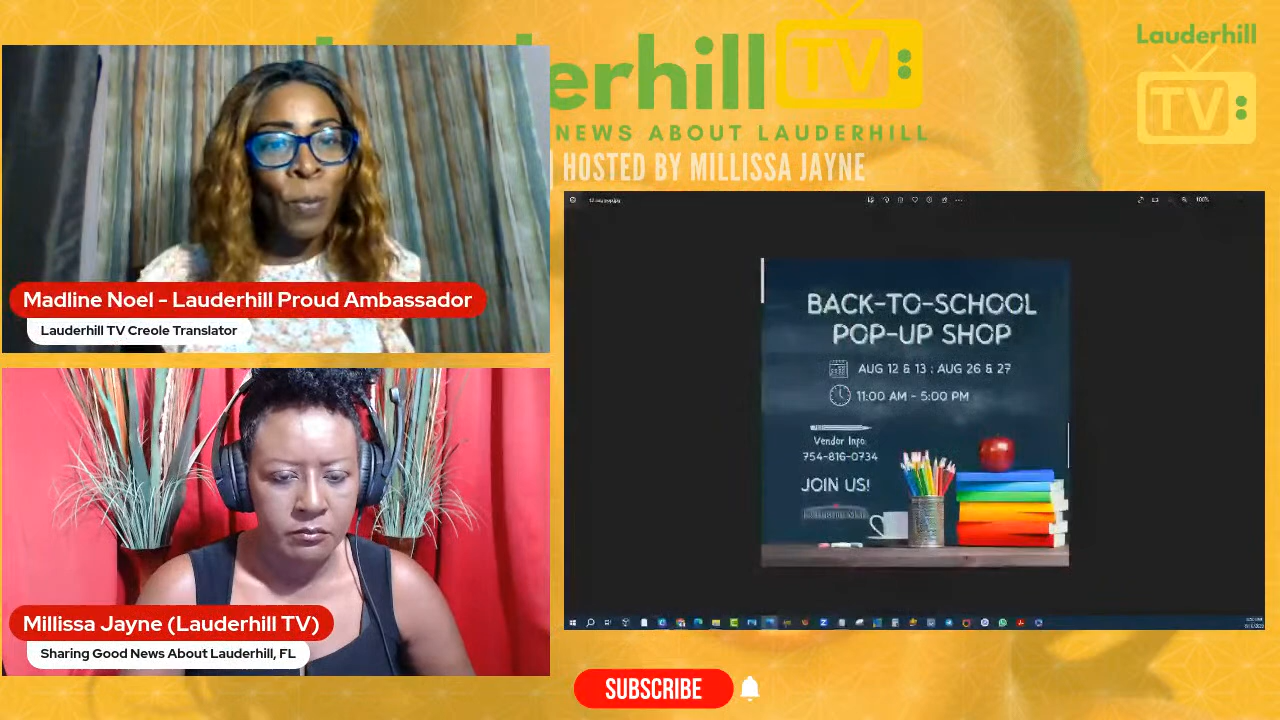 erhill TV:
NEWS ABOUT LAUDERHILL
HOSTED BY MILLISSA JAYNE
Lauderhill
TV:
Madline Noel - Lauderhill Proud Ambassador
Lauderhill TV Creole Translator
Millissa Jayne (Lauderhill TV)
Sharing Good News About Lauderhill, FL
100%
BACK-TO-SCHOOL
POP-UP SHOP
AUG 12 & 13 : AUG 26 & 27
11:00 AM - 5:00 PM
Vendor Info:
754-816-0734
JOIN US!
SUBSCRIBE